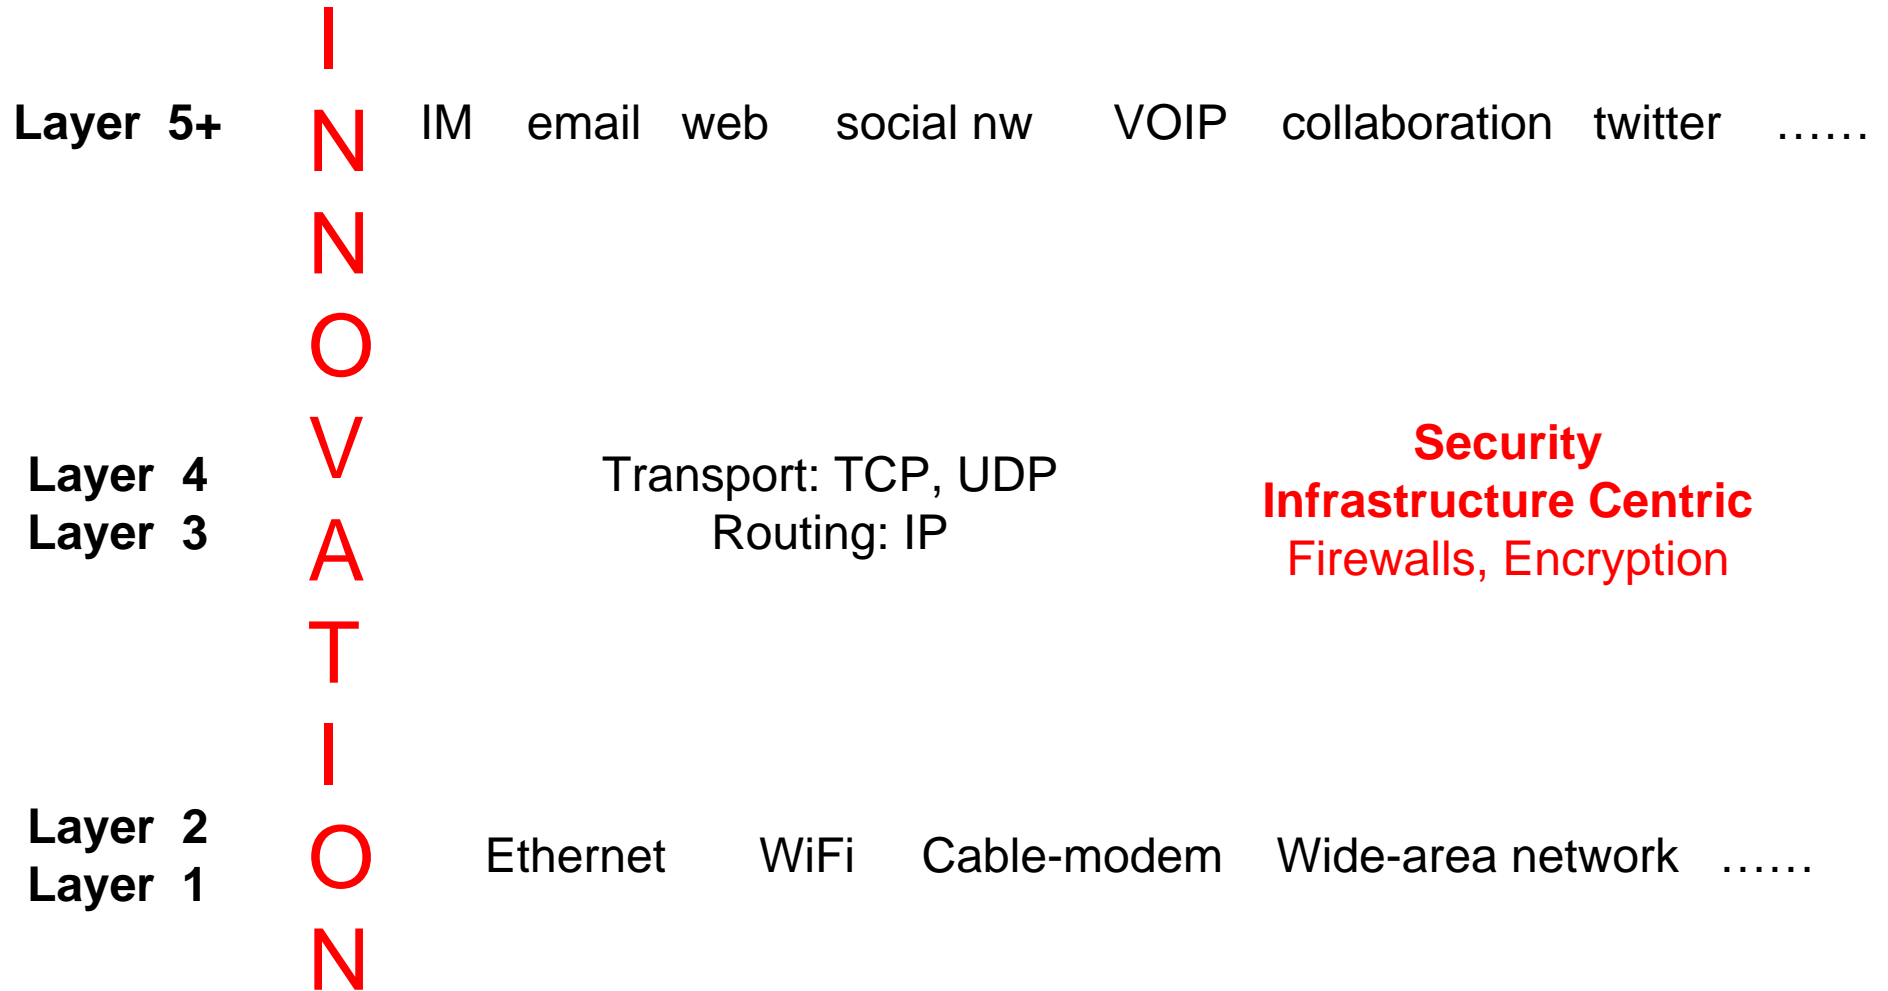 I
N
N
O
V
A
T
I
O
N
Layer 5+
IM email web social nw VOIP collaboration twitter ……
Layer 4
Layer 3
Transport: TCP, UDP
Routing: IP
Security
Infrastructure Centric
Firewalls, Encryption
Layer 2
Layer 1
Ethernet WiFi Cable-modem Wide-area network ……